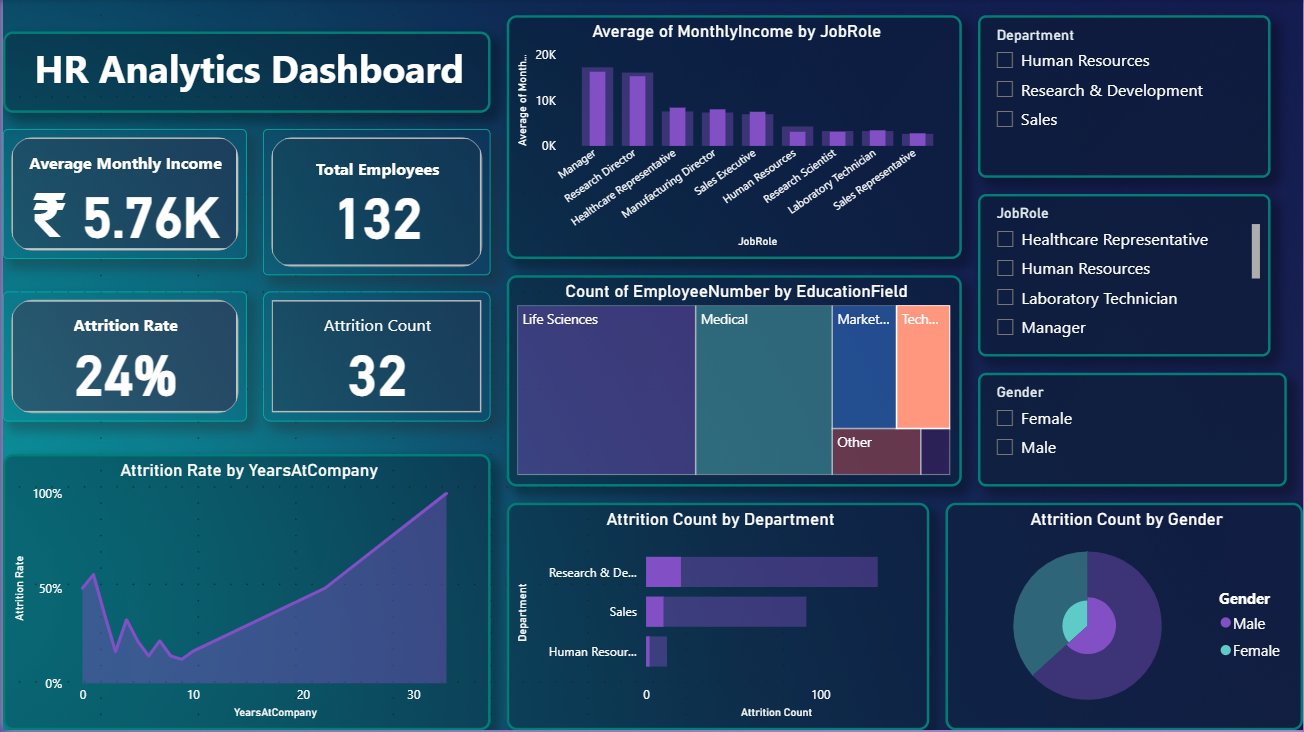 HR Analytics Dashboard
Average Monthly Income
₹ 5.76K
Total Employees
132
Attrition Rate
24%
Attrition Count
32
Attrition Rate by YearsAtCompany
Attrition Rate
100%
50%
0%
0
10
20
30
YearsAtCompany
Average of MonthlyIncome by JobRole
Average of Month...
20K
10K
0K
Manager
Research Director
Healthcare Representative
Manufacturing Director
Sales Executive
Human Resources
Research Scientist
Laboratory Technician
Sales Representative
JobRole
Count of EmployeeNumber by EducationField
Life Sciences
Medical
Market...
Tech...
Other
Attrition Count by Department
Department
Research & De...
Sales
Human Resour...
0
100
Attrition Count
Department
Human Resources
Research & Development
Sales
JobRole
Healthcare Representative
Human Resources
Laboratory Technician
Manager
Gender
Female
Male
Attrition Count by Gender
Gender
Male
Female